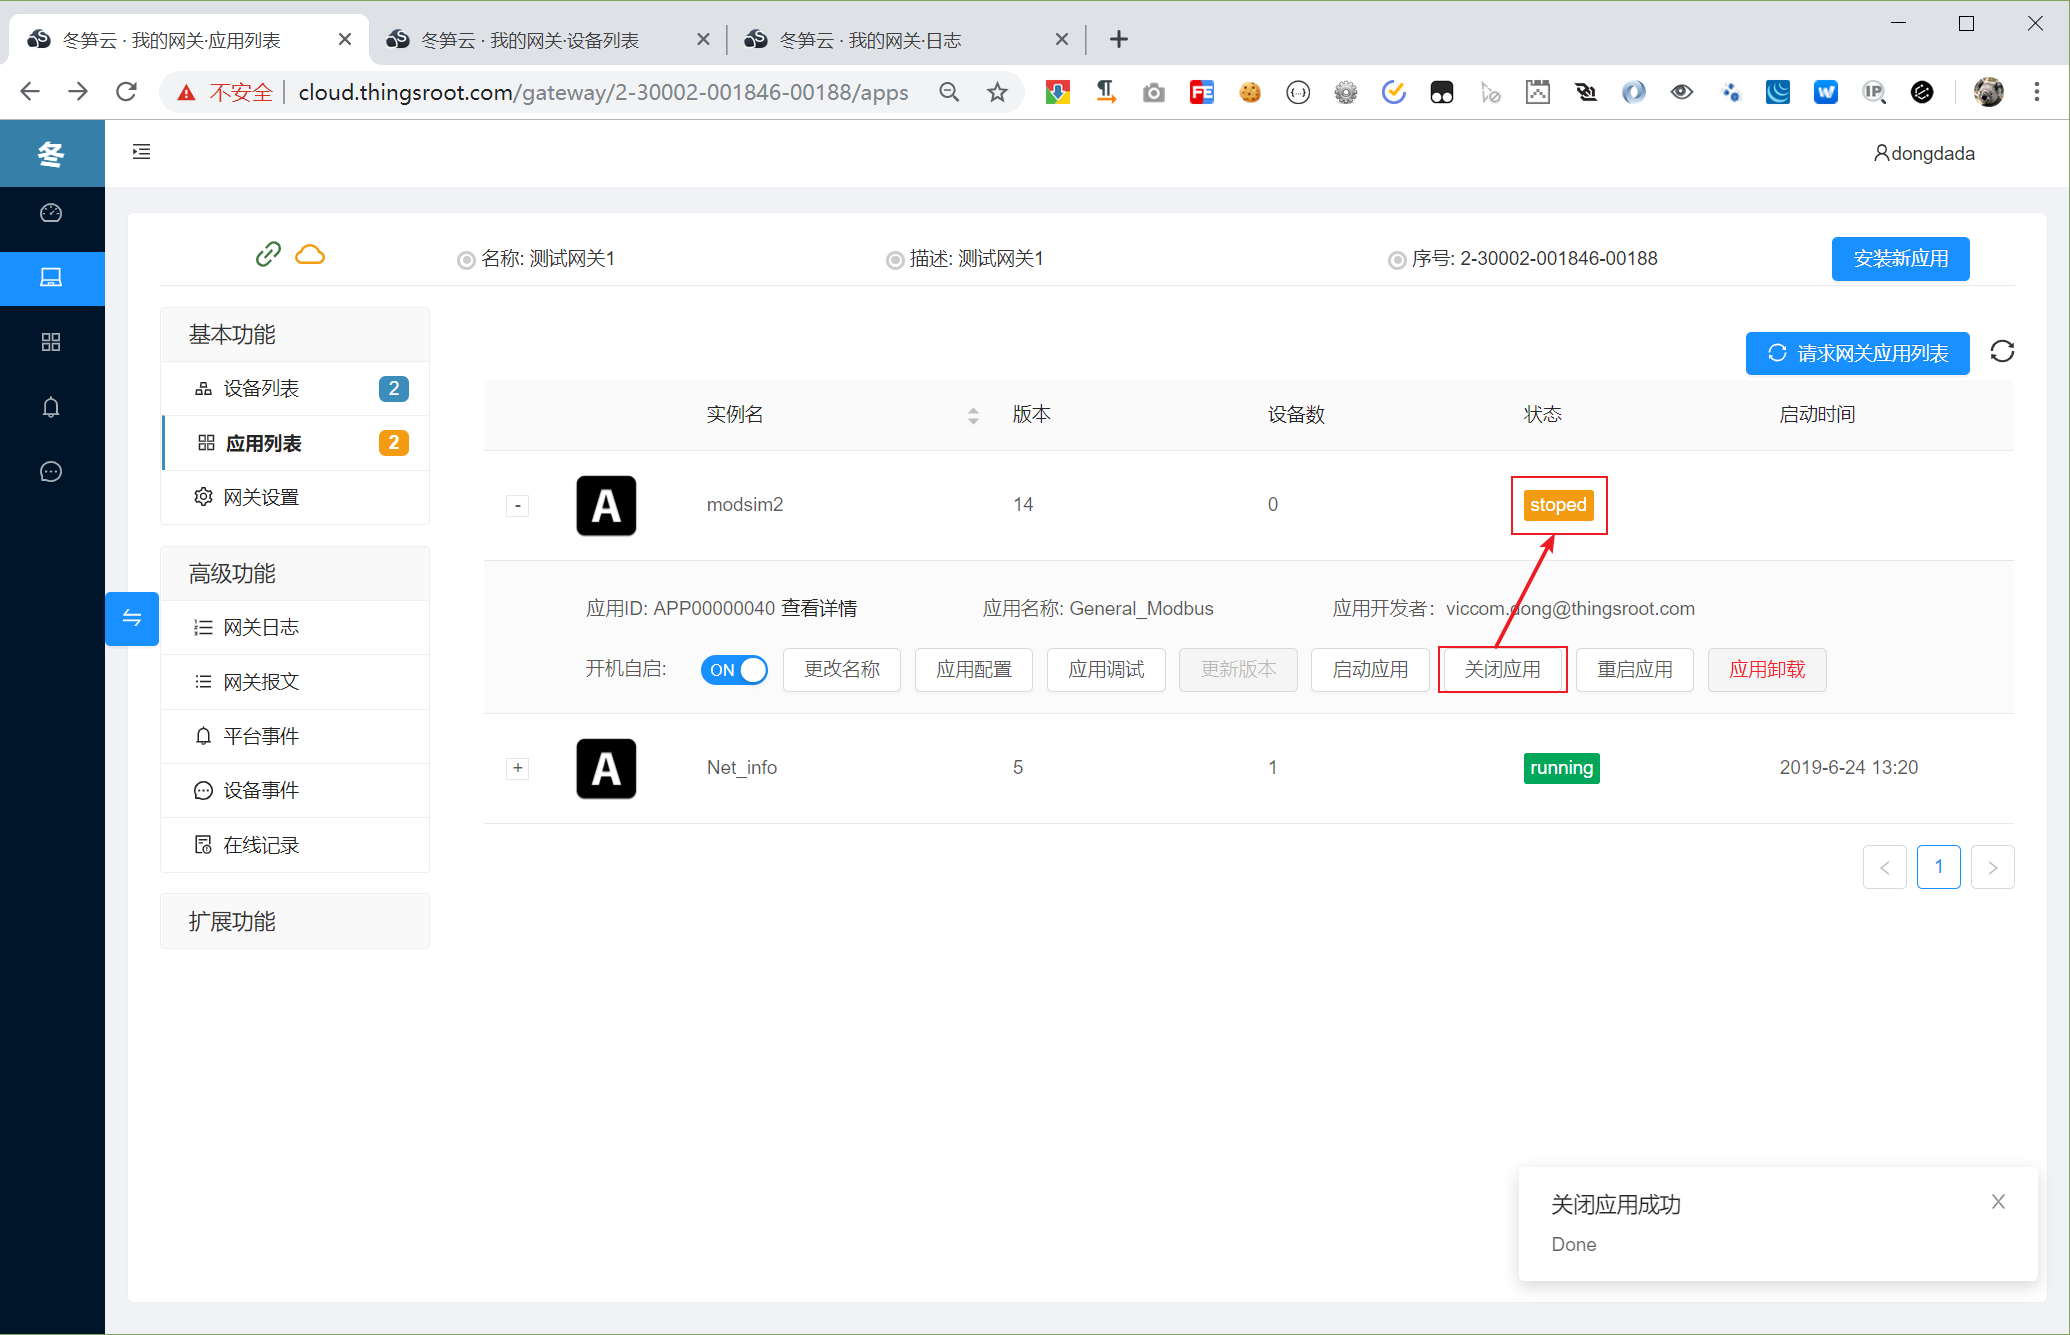 冬笋云 · 我的网关·应用列表
冬笋云 · 我的网关·设备列表
冬笋云 · 我的网关·日志
不安全
cloud.thingsroot.com/gateway/2-30002-001846-00188/apps
冬
dongdada
名称: 测试网关1
描述: 测试网关1
序号: 2-30002-001846-00188
安装新应用
基本功能
设备列表 2
应用列表 2
网关设置
高级功能
网关日志
网关报文
平台事件
设备事件
在线记录
扩展功能
请求网关应用列表
实例名 版本 设备数 状态 启动时间
- A modsim2 14 0 stoped
应用ID: APP00000040 查看详情 应用名称: General_Modbus 应用开发者: viccom.dong@thingsroot.com
开机自启: ON 更改名称 应用配置 应用调试 更新版本 启动应用 关闭应用 重启应用 应用卸载
+ A Net_info 5 1 running 2019-6-24 13:20
< 1 >
关闭应用成功
Done